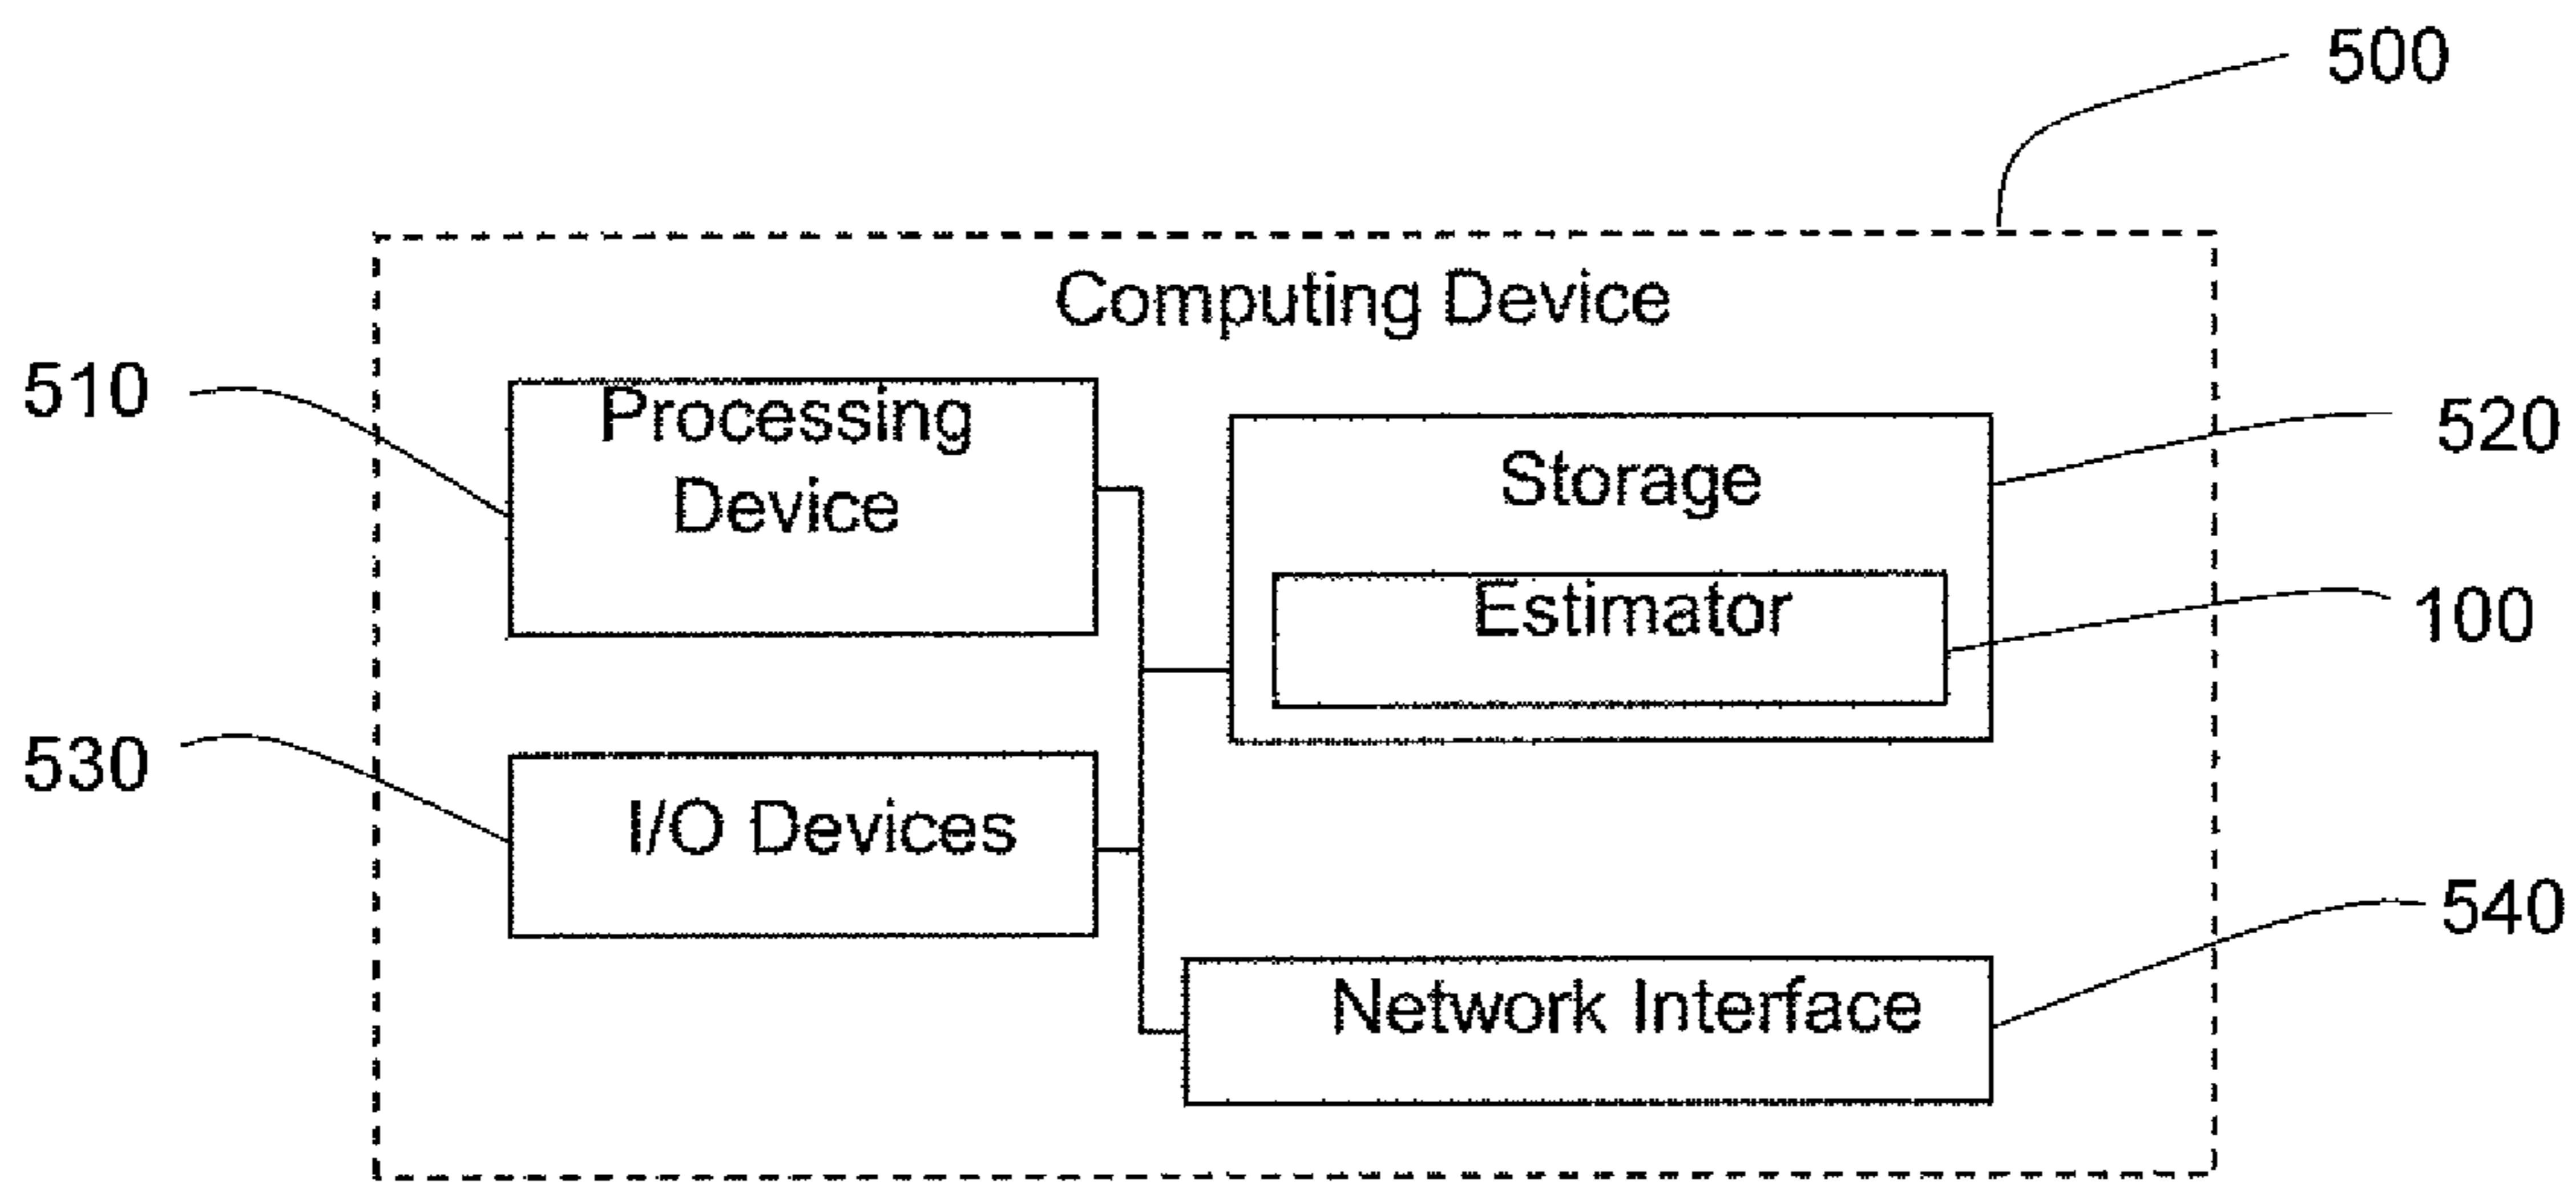 500
Computing Device
510
Processing
Device
520
Storage
Estimator
100
530
I/O Devices
540
Network Interface